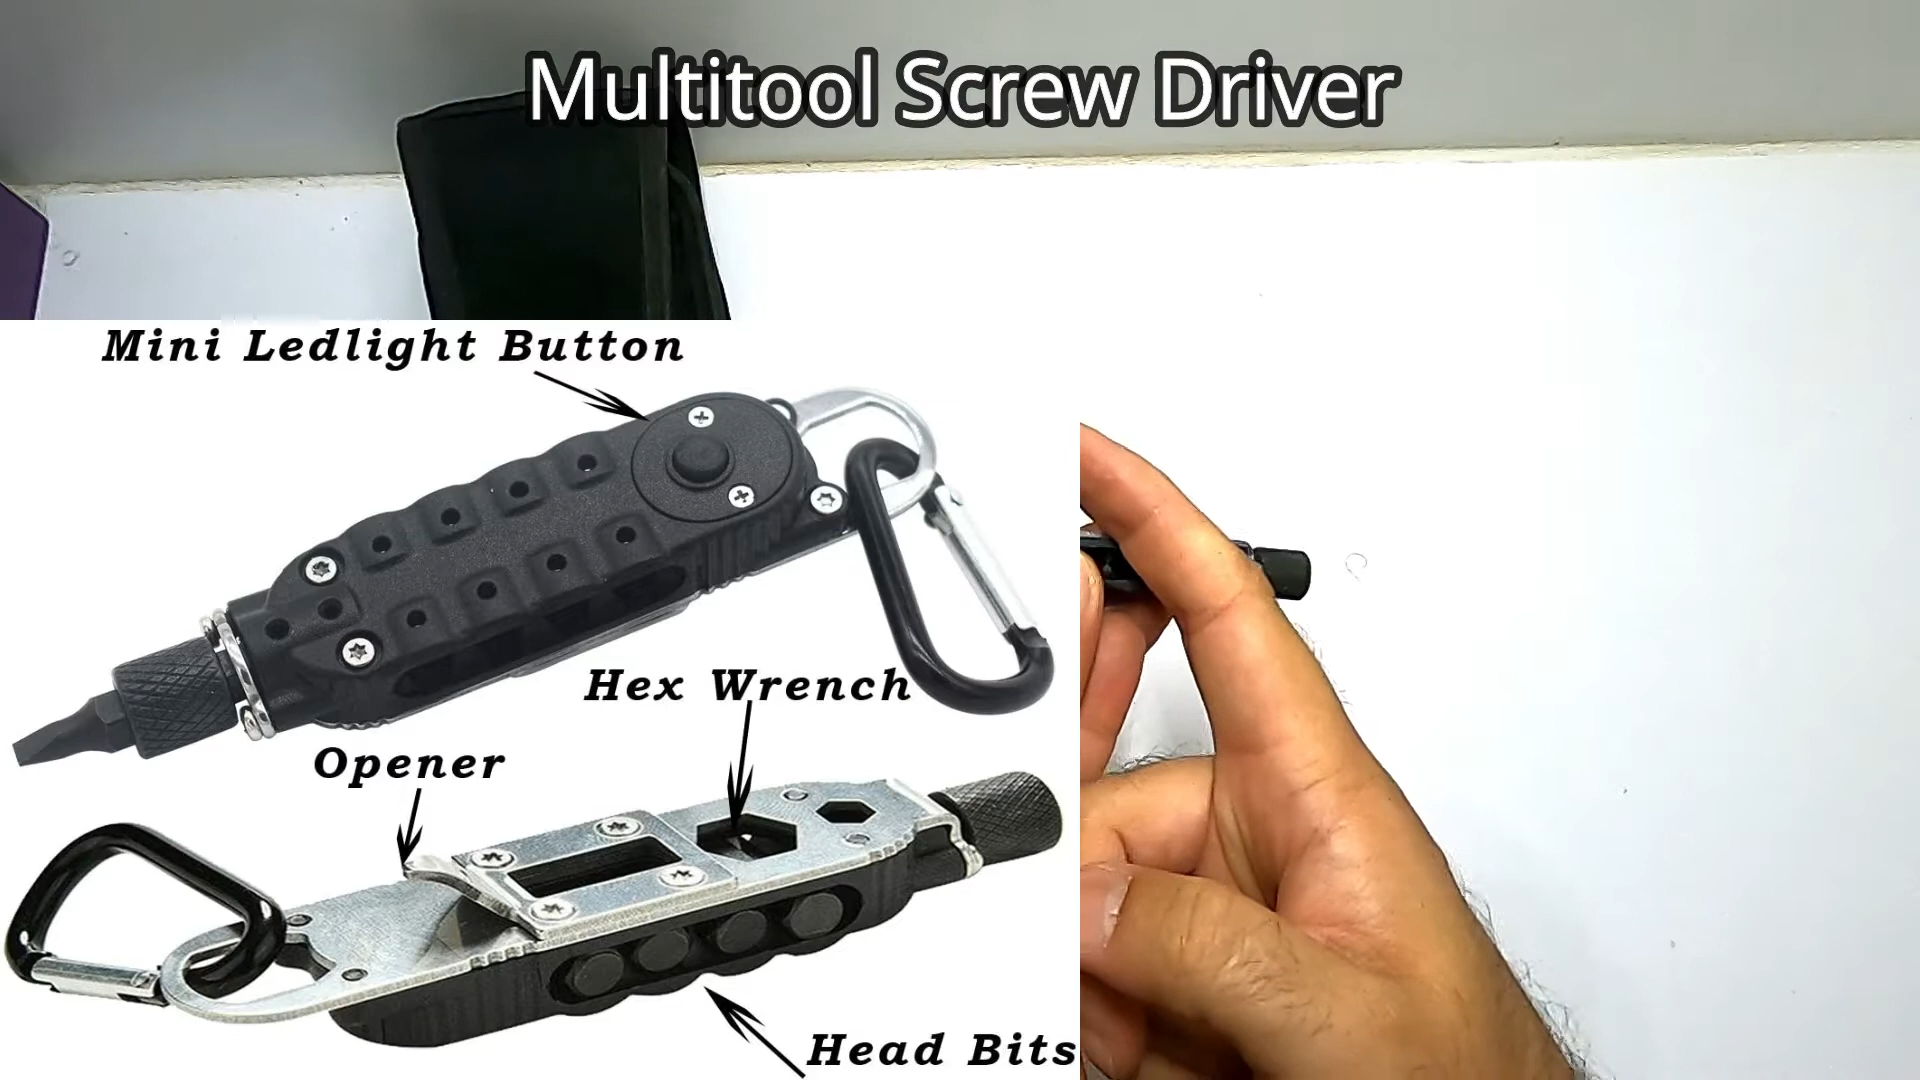 Multitool Screw Driver
Mini Ledlight Button
Hex Wrench
Opener
Head Bits